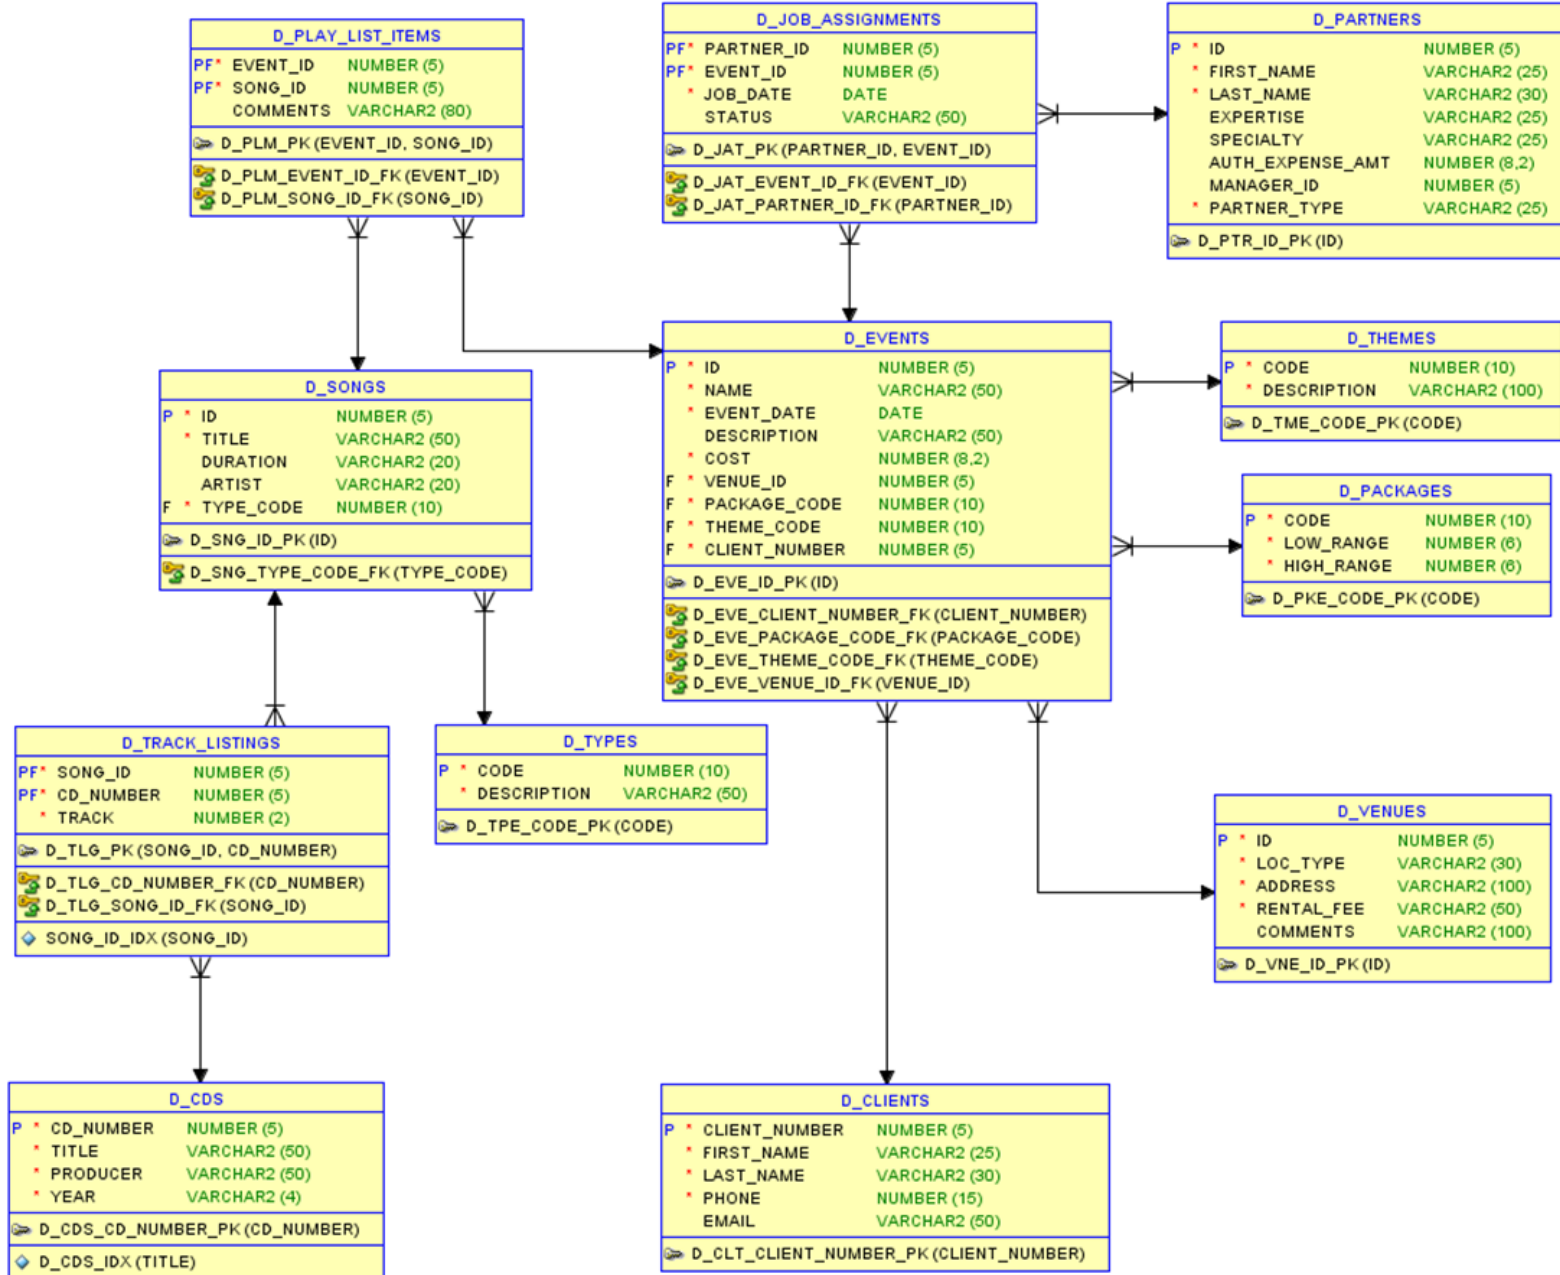 D_PLAY_LIST_ITEMS
PF* EVENT_ID NUMBER (5)
PF* SONG_ID NUMBER (5)
COMMENTS VARCHAR2 (80)
D_PLM_PK (EVENT_ID, SONG_ID)
D_PLM_EVENT_ID_FK (EVENT_ID)
D_PLM_SONG_ID_FK (SONG_ID)
D_JOB_ASSIGNMENTS
PF* PARTNER_ID NUMBER (5)
PF* EVENT_ID NUMBER (5)
* JOB_DATE DATE
STATUS VARCHAR2 (50)
D_JAT_PK (PARTNER_ID, EVENT_ID)
D_JAT_EVENT_ID_FK (EVENT_ID)
D_JAT_PARTNER_ID_FK (PARTNER_ID)
D_PARTNERS
P * ID NUMBER (5)
* FIRST_NAME VARCHAR2 (25)
* LAST_NAME VARCHAR2 (30)
EXPERTISE VARCHAR2 (25)
SPECIALTY VARCHAR2 (25)
AUTH_EXPENSE_AMT NUMBER (8,2)
MANAGER_ID NUMBER (5)
* PARTNER_TYPE VARCHAR2 (25)
D_PTR_ID_PK (ID)
D_SONGS
P * ID NUMBER (5)
* TITLE VARCHAR2 (50)
DURATION VARCHAR2 (20)
ARTIST VARCHAR2 (20)
F * TYPE_CODE NUMBER (10)
D_SNG_ID_PK (ID)
D_SNG_TYPE_CODE_FK (TYPE_CODE)
D_EVENTS
P * ID NUMBER (5)
* NAME VARCHAR2 (50)
* EVENT_DATE DATE
DESCRIPTION VARCHAR2 (50)
* COST NUMBER (8,2)
F * VENUE_ID NUMBER (5)
F * PACKAGE_CODE NUMBER (10)
F * THEME_CODE NUMBER (10)
F * CLIENT_NUMBER NUMBER (5)
D_EVE_ID_PK (ID)
D_EVE_CLIENT_NUMBER_FK (CLIENT_NUMBER)
D_EVE_PACKAGE_CODE_FK (PACKAGE_CODE)
D_EVE_THEME_CODE_FK (THEME_CODE)
D_EVE_VENUE_ID_FK (VENUE_ID)
D_THEMES
P * CODE NUMBER (10)
* DESCRIPTION VARCHAR2 (100)
D_TME_CODE_PK (CODE)
D_PACKAGES
P * CODE NUMBER (10)
* LOW_RANGE NUMBER (6)
* HIGH_RANGE NUMBER (6)
D_PKE_CODE_PK (CODE)
D_TRACK_LISTINGS
PF* SONG_ID NUMBER (5)
PF* CD_NUMBER NUMBER (5)
* TRACK NUMBER (2)
D_TLG_PK (SONG_ID, CD_NUMBER)
D_TLG_CD_NUMBER_FK (CD_NUMBER)
D_TLG_SONG_ID_FK (SONG_ID)
SONG_ID_IDX (SONG_ID)
D_TYPES
P * CODE NUMBER (10)
* DESCRIPTION VARCHAR2 (50)
D_TPE_CODE_PK (CODE)
D_VENUES
P * ID NUMBER (5)
* LOC_TYPE VARCHAR2 (30)
* ADDRESS VARCHAR2 (100)
* RENTAL_FEE VARCHAR2 (50)
COMMENTS VARCHAR2 (100)
D_VNE_ID_PK (ID)
D_CDS
P * CD_NUMBER NUMBER (5)
* TITLE VARCHAR2 (50)
* PRODUCER VARCHAR2 (50)
* YEAR VARCHAR2 (4)
D_CDS_CD_NUMBER_PK (CD_NUMBER)
D_CDS_IDX (TITLE)
D_CLIENTS
P * CLIENT_NUMBER NUMBER (5)
* FIRST_NAME VARCHAR2 (25)
* LAST_NAME VARCHAR2 (30)
* PHONE NUMBER (15)
EMAIL VARCHAR2 (50)
D_CLT_CLIENT_NUMBER_PK (CLIENT_NUMBER)